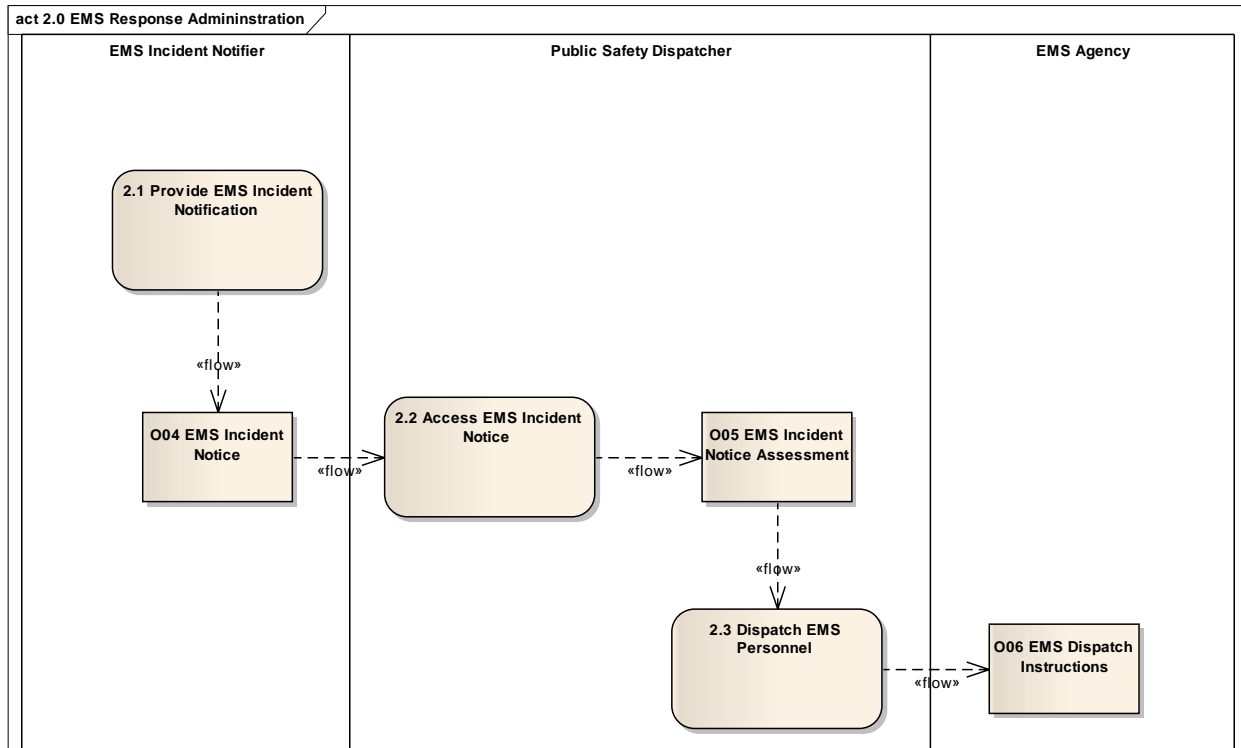 act 2.0 EMS Response Admininstration
EMS Incident Notifier
Public Safety Dispatcher
EMS Agency
2.1 Provide EMS Incident
Notification
«flow»
O04 EMS Incident
Notice
«flow»
2.2 Access EMS Incident
Notice
«flow»
O05 EMS Incident
Notice Assessment
«flow»
2.3 Dispatch EMS
Personnel
«flow»
O06 EMS Dispatch
Instructions